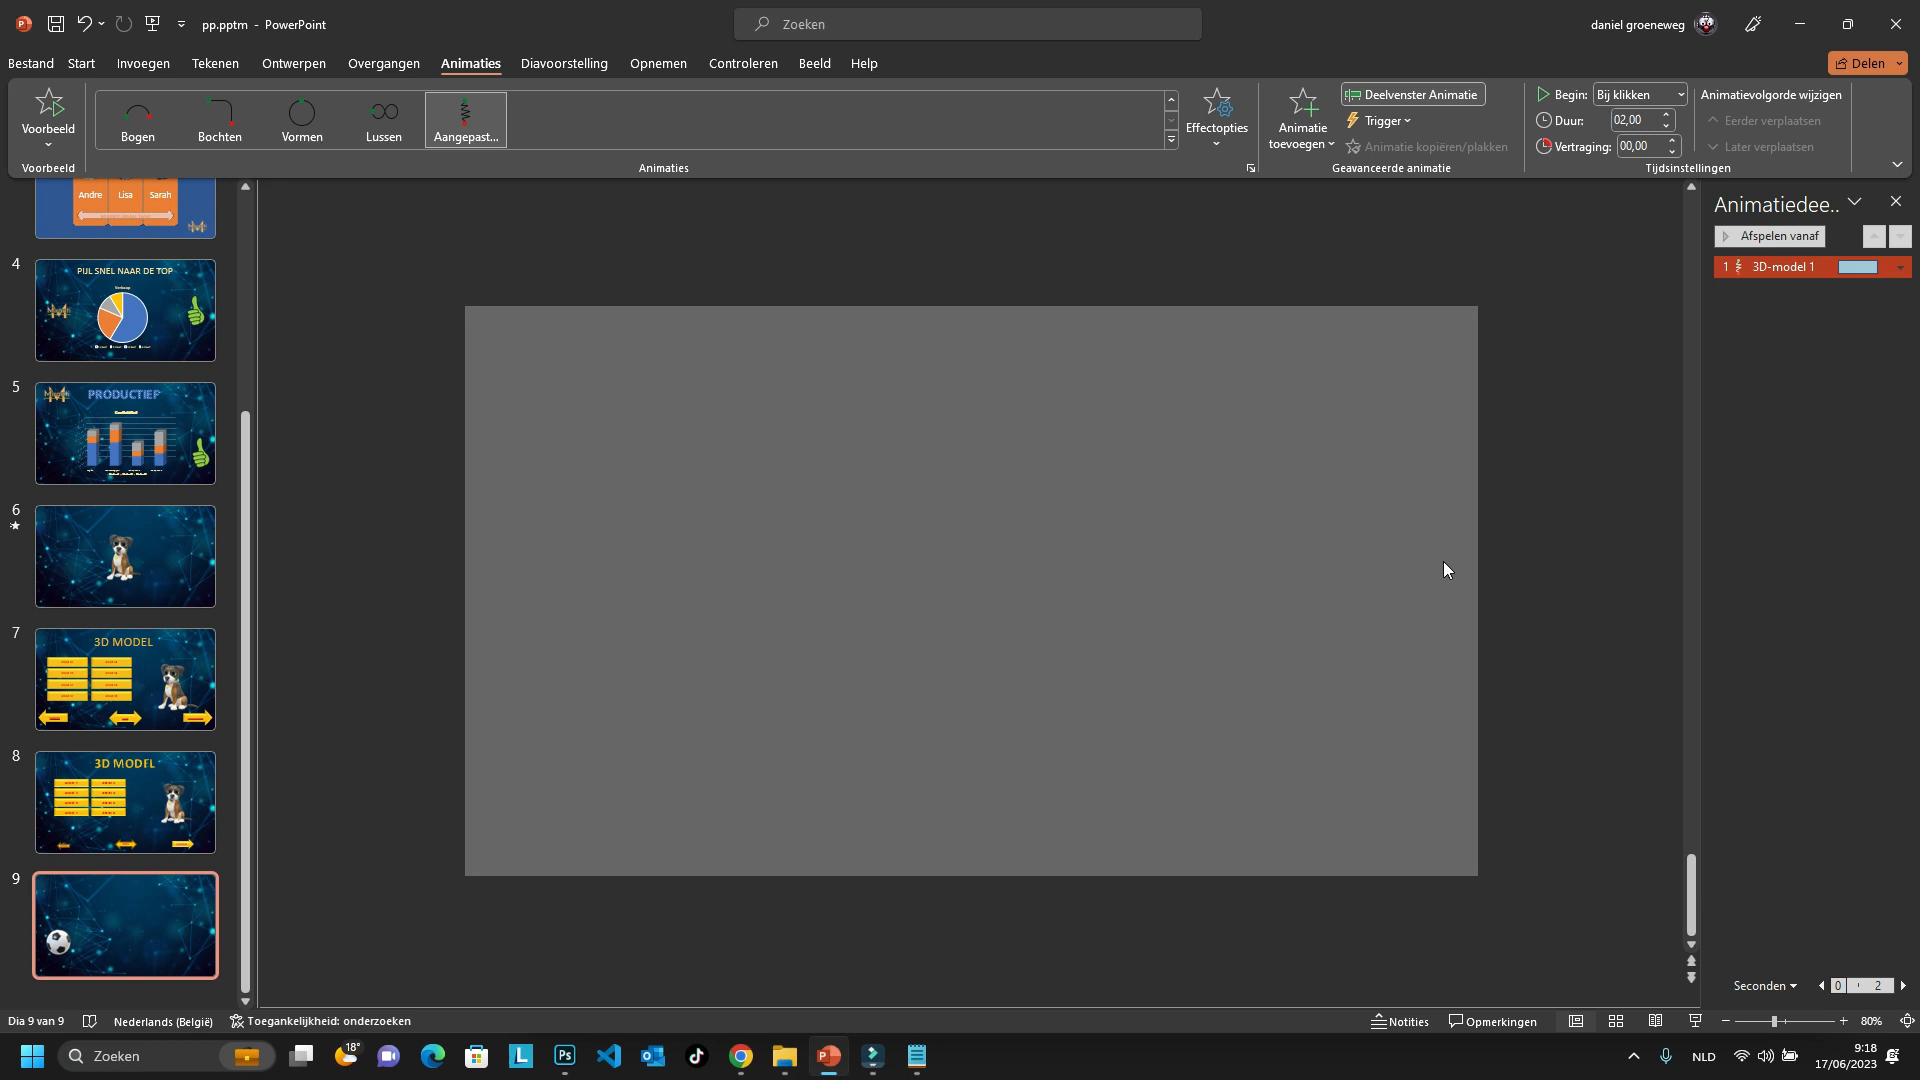 pp.pptm - PowerPoint
Zoeken
daniel groeneweg
Bestand Start Invoegen Tekenen Ontwerpen Overgangen Animaties Diavoorstelling Opnemen Controleren Beeld Help
Delen
Voorbeeld
Voorbeeld
Bogen Bochten Vormen Lussen Aangepast...
Animaties
Effectopties
Animatie
toevoegen
Deelvenster Animatie
Trigger
Animatie kopiëren/plakken
Geavanceerde animatie
Begin: Bij klikken
Duur: 02,00
Vertraging: 00,00
Tijdsinstellingen
Animatievolgorde wijzigen
Eerder verplaatsen
Later verplaatsen
Andre Lisa Sarah
4
PIJL SNEL NAAR DE TOP
Verkoop
5
PRODUCTIEF
6
7
3D MODEL
8
3D MODEL
9
Animatiedee..
Afspelen vanaf
1 3D-model 1
Seconden 0 2
Dia 9 van 9
Nederlands (België)
Toegankelijkheid: onderzoeken
Notities
Opmerkingen
80%
Zoeken
18°
L
Ps
NLD
9:18
17/06/2023